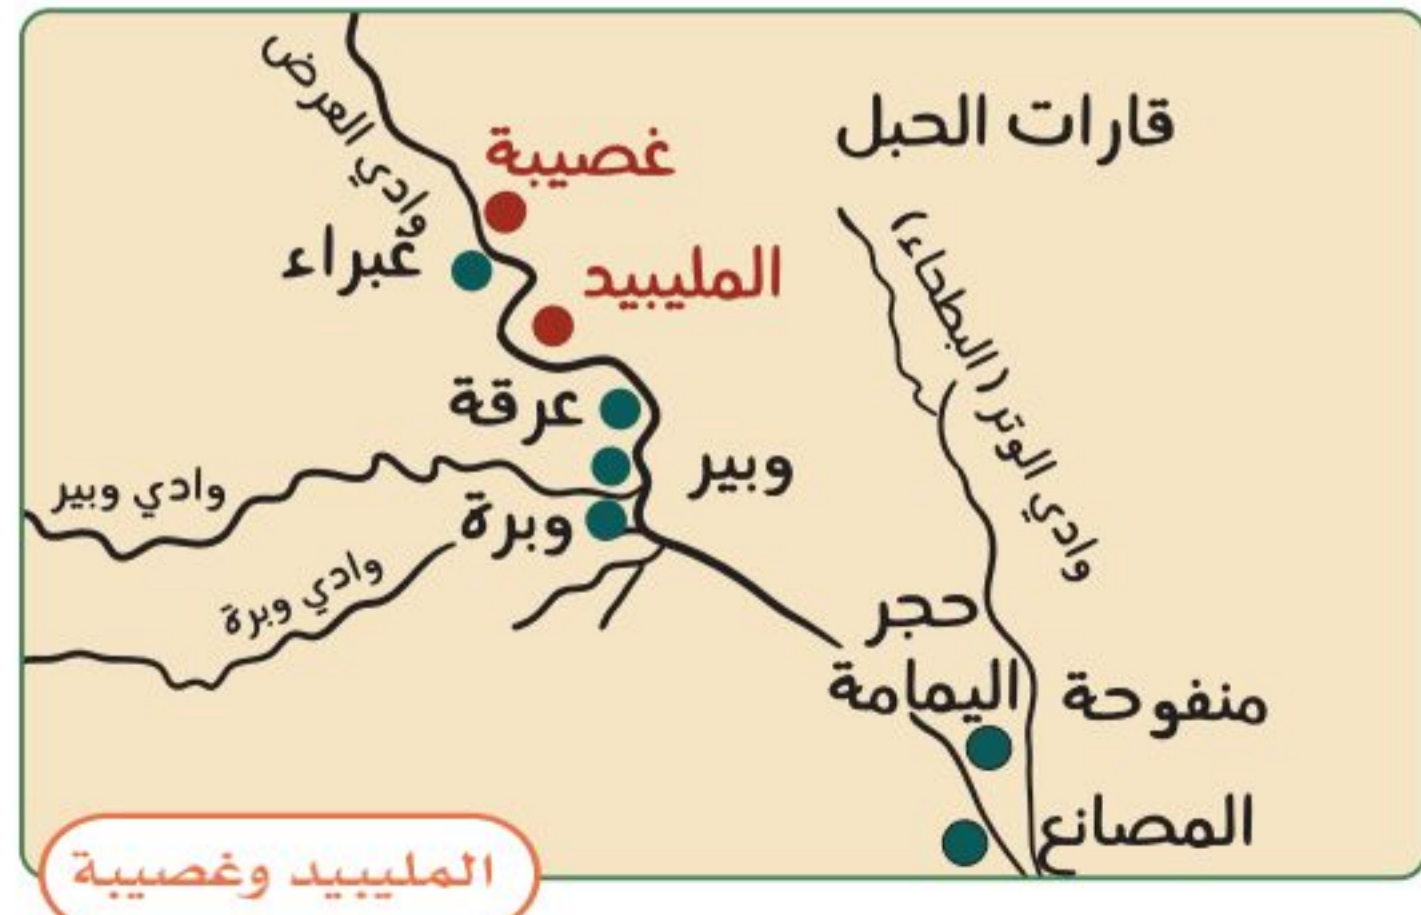 قارات الحبل
وادي العرض
غصيبة
غبراء
المليبيد
وادي الوتر (البطحاء)
عرقة
وبير
وادي وبير
وبرة
وادي وبرة
حجر
اليمامة
منفوحة
المصانع
المليبيد وغصيبة